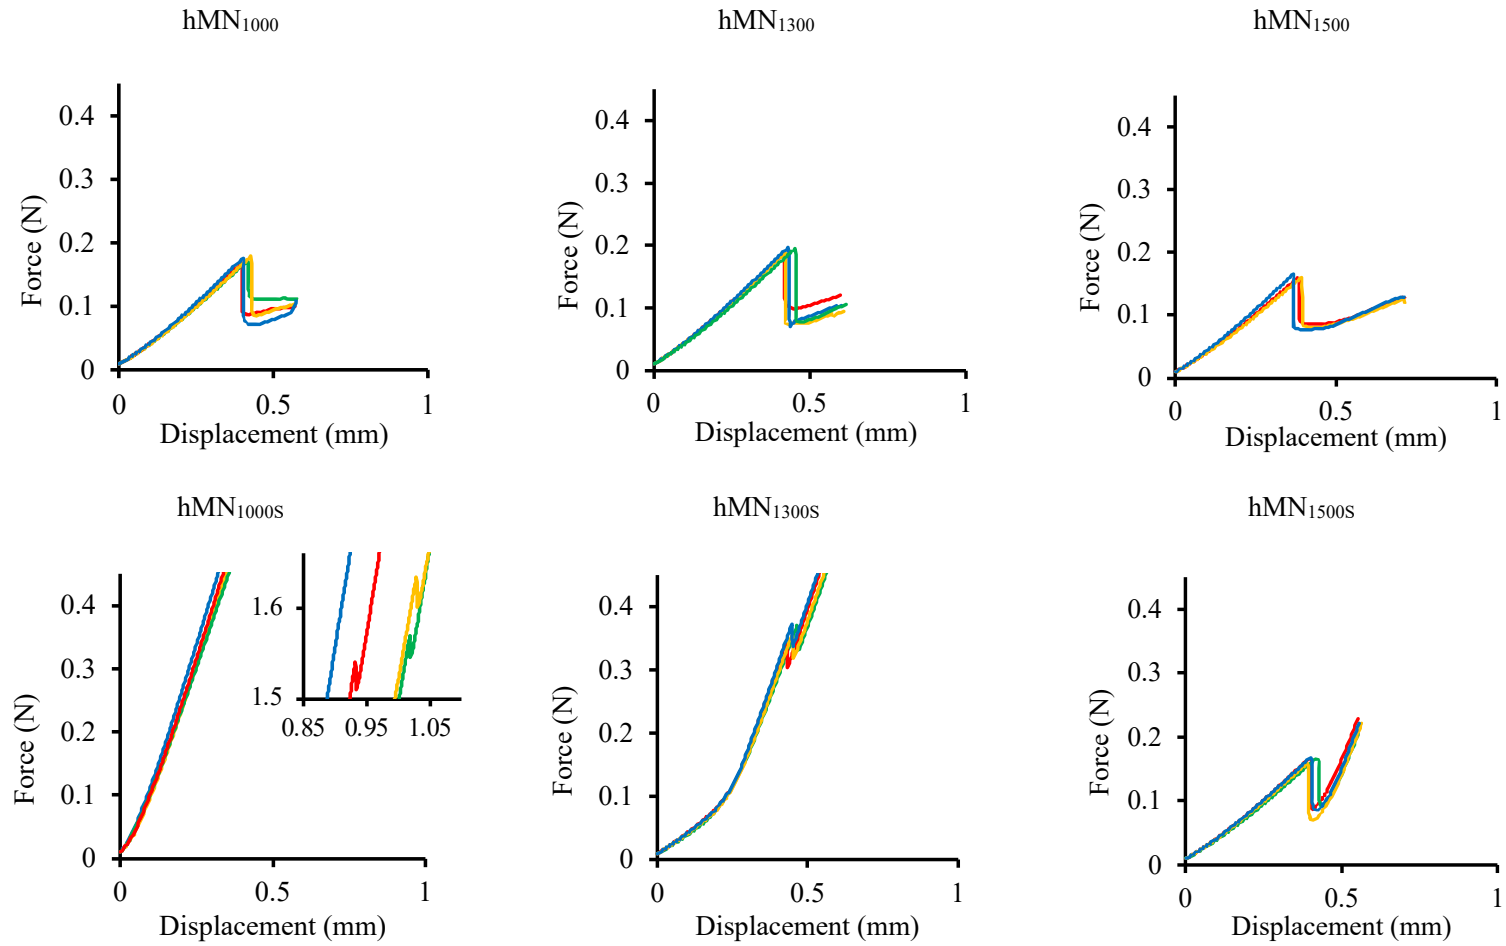 hMN1000
0.4
0.3
0.2
0.1
0
Force (N)
0
0.5
1
Displacement (mm)
hMN1300
0.4
0.3
0.2
0.1
0
Force (N)
0
0.5
1
Displacement (mm)
hMN1500
0.4
0.3
0.2
0.1
0
Force (N)
0
0.5
1
Displacement (mm)
hMN1000S
0.4
0.3
0.2
0.1
0
Force (N)
0
0.5
1
Displacement (mm)
1.6
1.5
0.85
0.95
1.05
hMN1300S
0.4
0.3
0.2
0.1
0
Force (N)
0
0.5
1
Displacement (mm)
hMN1500S
0.4
0.3
0.2
0.1
0
Force (N)
0
0.5
1
Displacement (mm)